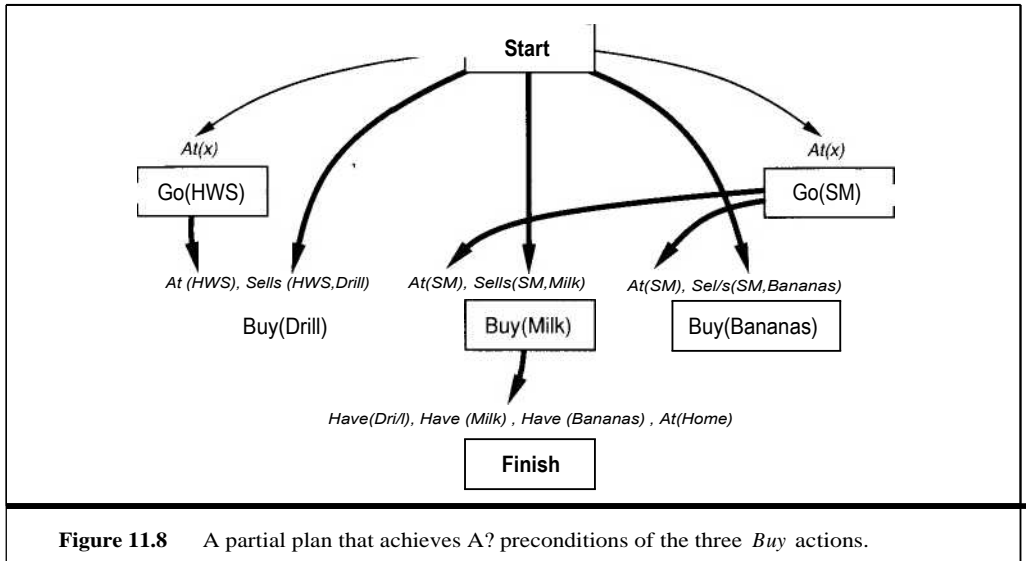 Start
At(x) At(x)
Go(HWS) Go(SM)
At (HWS), Sells (HWS,Drill) At(SM), Sells(SM,Milk) At(SM), Sel/s(SM,Bananas)
Buy(Drill) Buy(Milk) Buy(Bananas)
Have(Dri/l), Have (Milk) , Have (Bananas) , At(Home)
Finish
Figure 11.8 A partial plan that achieves A? preconditions of the three Buy actions.